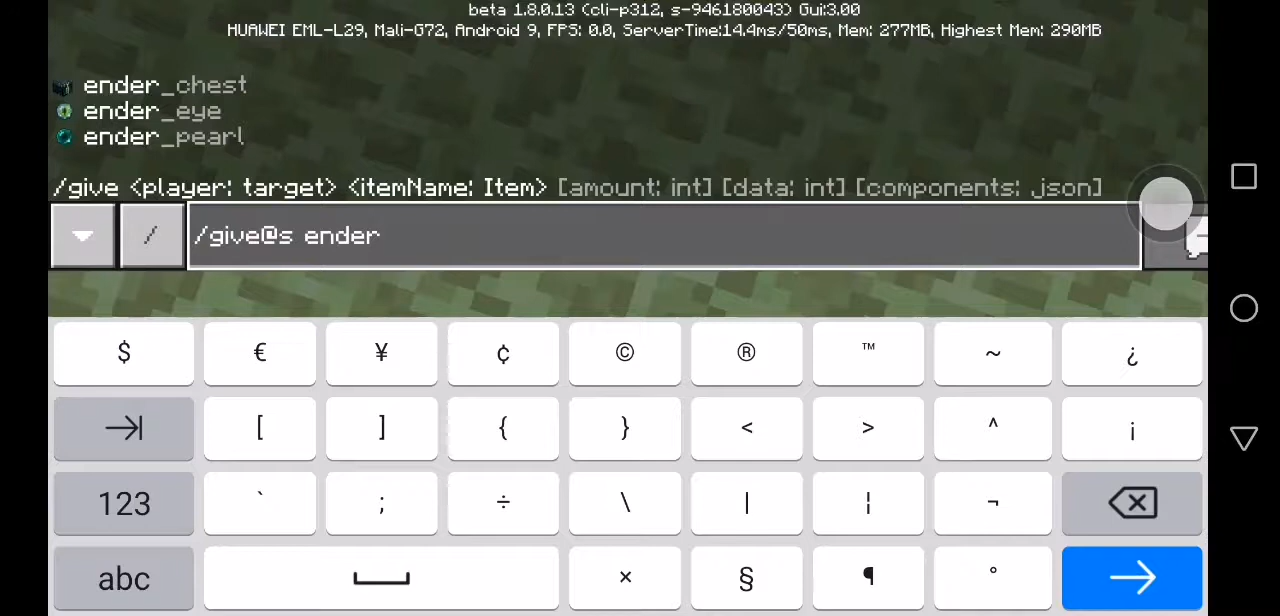 beta 1.8.0.13 (cli-p312, s-946180043) Gui:3.00
HUAWEI EML-L29, Mali-G72, Android 9, FPS: 0.0, ServerTime:14.4ms/50ms, Mem: 277MB, Highest Mem: 290MB
ender_chest
ender_eye
ender_pearl
/give <player: target> <itemName: Item> [amount: int] [data: int] [components: json]
/ /give@s ender
$ € ¥ ¢ © ® ™ ~ ¿
[ ] { } < > ^ ¡
123 ` ; ÷ \ | ¦ ¬
abc × § ¶ °